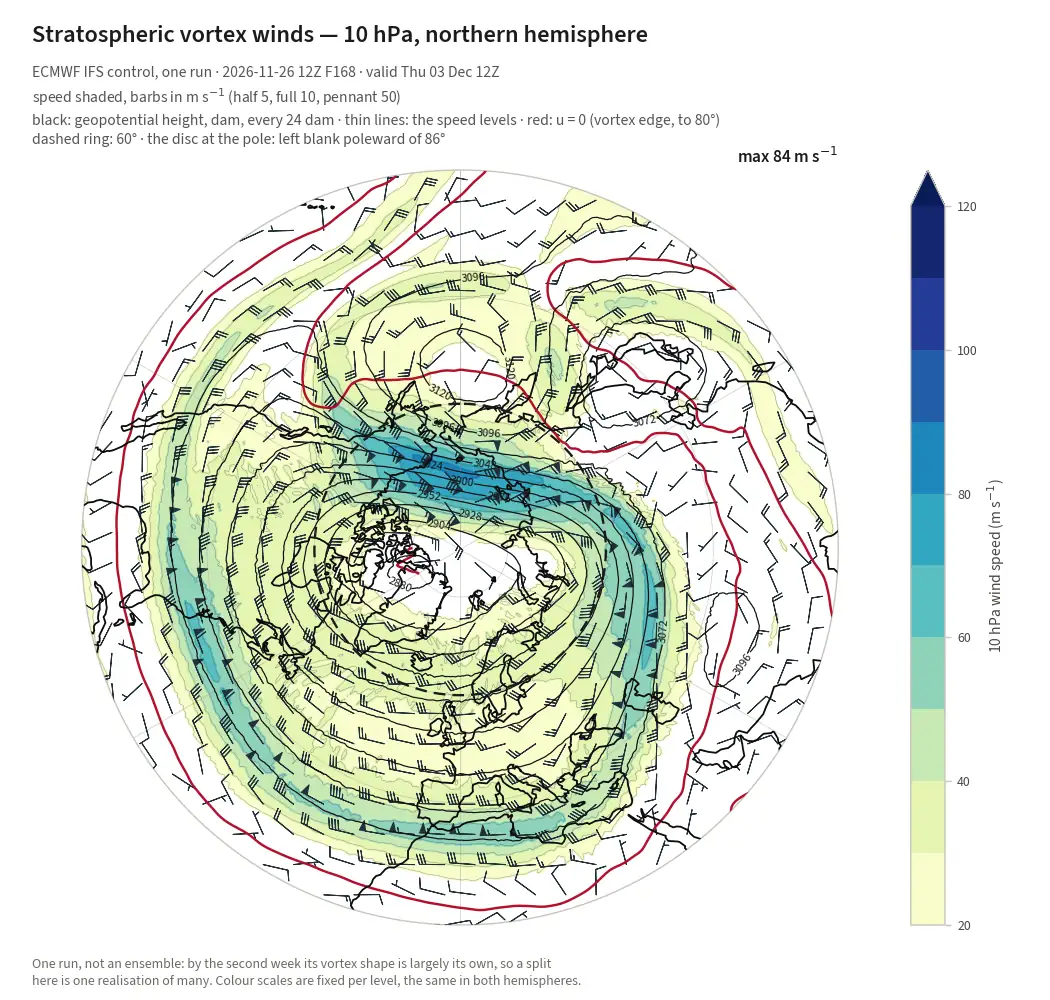 Stratospheric vortex winds — 10 hPa, northern hemisphere
ECMWF IFS control, one run · 2026-11-26 12Z F168 · valid Thu 03 Dec 12Z
speed shaded, barbs in m s⁻¹ (half 5, full 10, pennant 50)
black: geopotential height, dam, every 24 dam · thin lines: the speed levels · red: u = 0 (vortex edge, to 80°)
dashed ring: 60° · the disc at the pole: left blank poleward of 86°
max 84 m s⁻¹
120
100
80
60
40
20
10 hPa wind speed (m s⁻¹)
3096
3120
3120
3072
3096
3048
2900
2952
2928
2904
2880
3072
3096
One run, not an ensemble: by the second week its vortex shape is largely its own, so a split
here is one realisation of many. Colour scales are fixed per level, the same in both hemispheres.